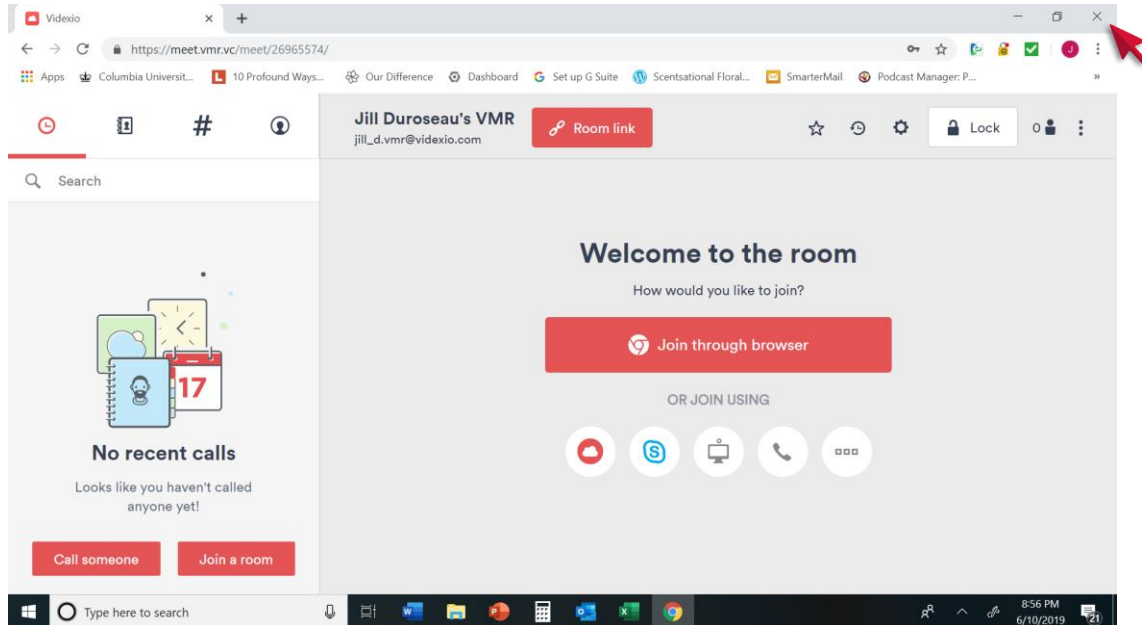 Videxio
https://meet.vmr.vc/meet/26965574/
Apps Columbia Universit... L 10 Profound Ways... Our Difference Dashboard G Set up G Suite Scentsational Floral... SmarterMail Podcast Manager: P... »
J
#
Jill Duroseau's VMR
jill_d.vmr@videxio.com
Room link
Lock
0
Search
Welcome to the room
How would you like to join?
Join through browser
OR JOIN USING
S
17
No recent calls
Looks like you haven't called
anyone yet!
Call someone
Join a room
Type here to search
8:56 PM
6/10/2019
21